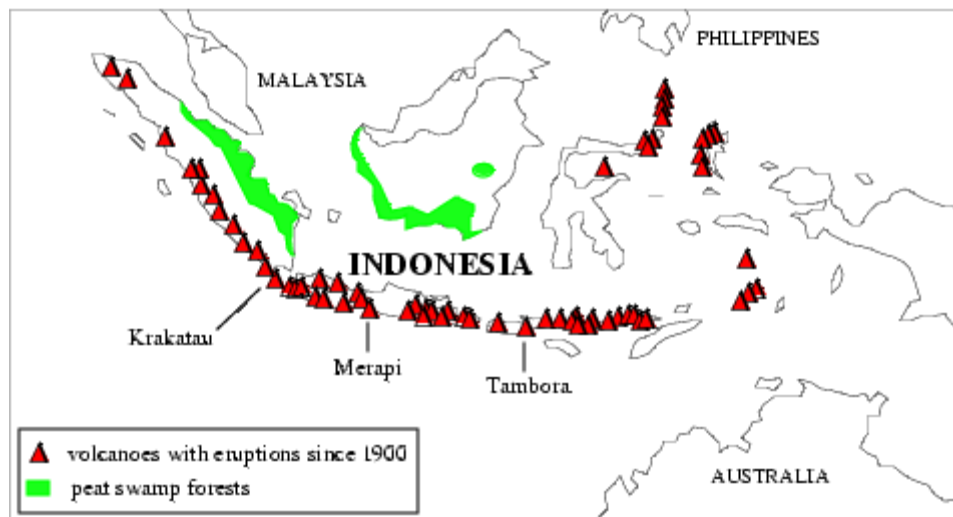 PHILIPPINES
MALAYSIA
INDONESIA
Krakatau
Merapi
Tambora
volcanoes with eruptions since 1900
peat swamp forests
AUSTRALIA